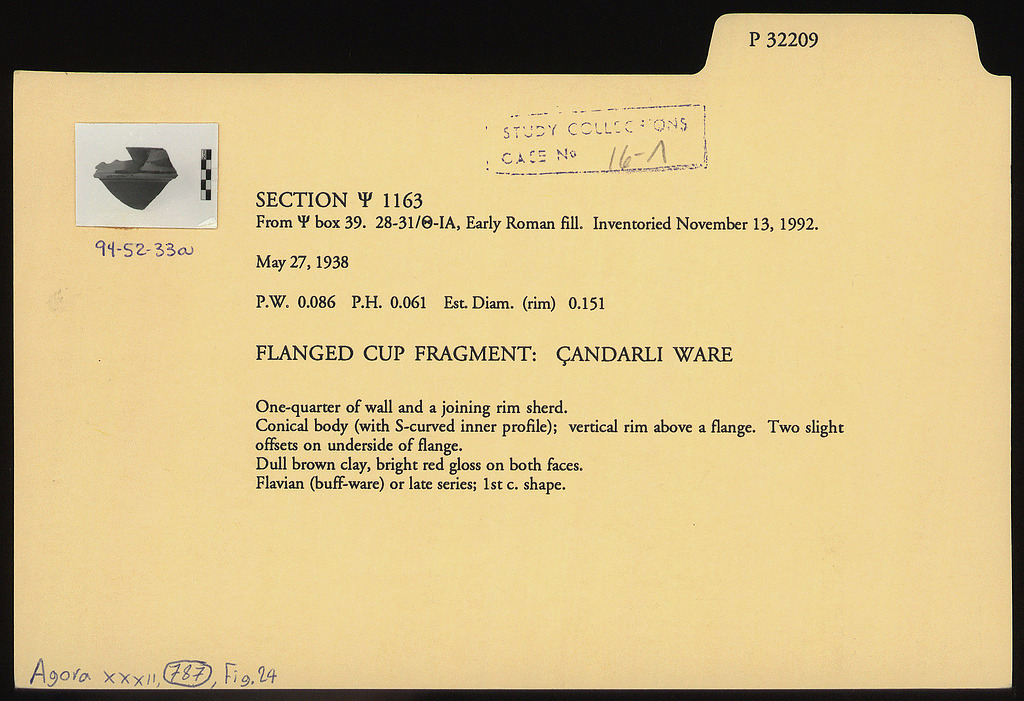 P 32209
STUDY COLLECTIONS
CASE No 16-1
SECTION Ψ 1163
From Ψ box 39. 28-31/Θ-ΙΑ, Early Roman fill. Inventoried November 13, 1992.
94-52-33a
May 27, 1938
P.W. 0.086 P.H. 0.061 Est. Diam. (rim) 0.151
FLANGED CUP FRAGMENT: ÇANDARLI WARE
One-quarter of wall and a joining rim sherd.
Conical body (with S-curved inner profile); vertical rim above a flange. Two slight
offsets on underside of flange.
Dull brown clay, bright red gloss on both faces.
Flavian (buff-ware) or late series; 1st c. shape.
Agora XXXII, 787, Fig. 24